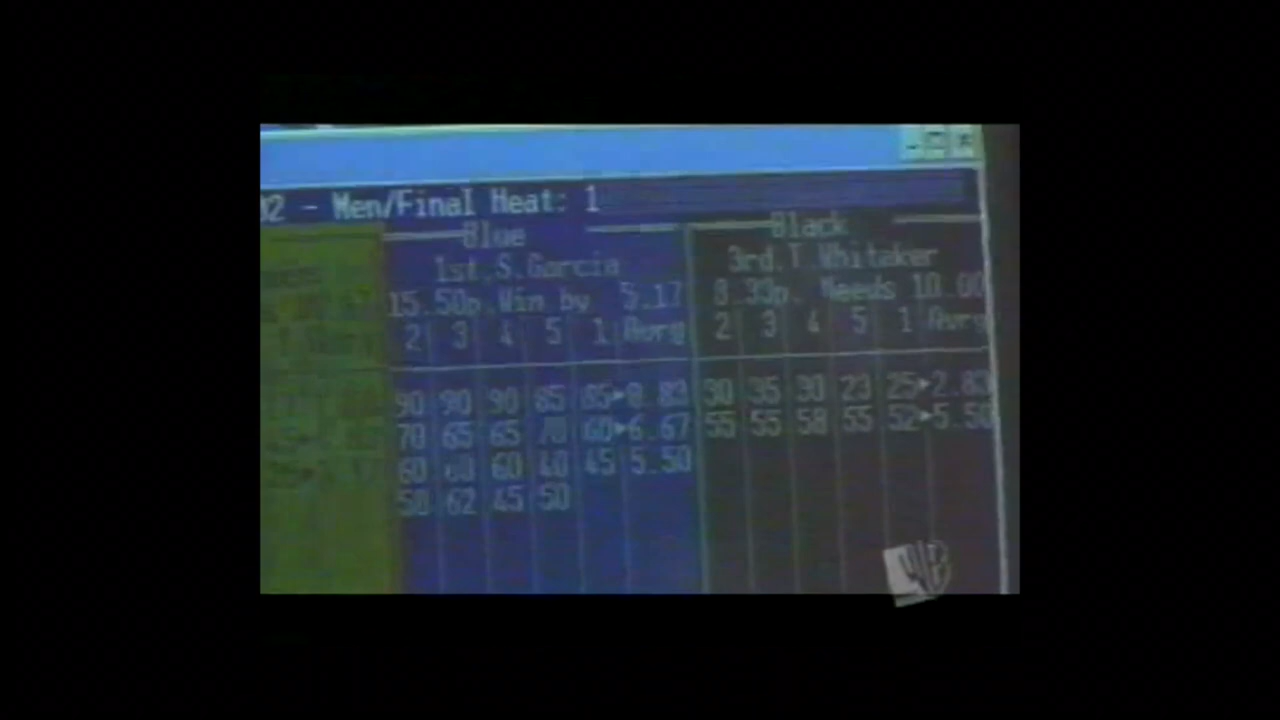 02 - Men/Final Heat: 1
Blue
1st.S.Garcia
15.50p.Win by 5.17
2 3 4 5 1 Avrg
90 90 90 85 85▸8.83
70 65 65 70 60▸6.67
60 60 60 40 45 5.50
50 62 45 50
Black
3rd.T.Whitaker
8.33p. Needs 10.00
2 3 4 5 1 Avrg
30 35 30 23 25▸2.83
55 55 58 55 52▸5.50
WB